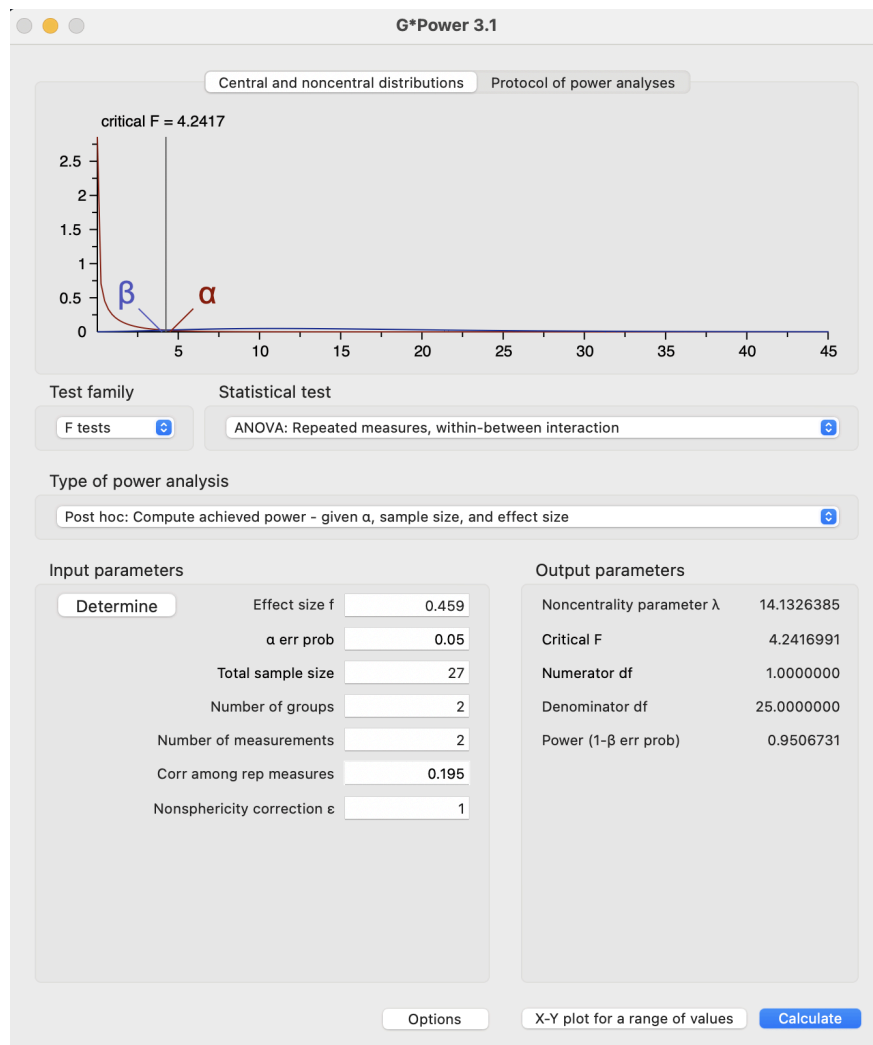 G*Power 3.1
Central and noncentral distributions Protocol of power analyses
critical F = 4.2417
2.5
2
1.5
1
0.5
0
β α
5 10 15 20 25 30 35 40 45
Test family Statistical test
F tests ANOVA: Repeated measures, within-between interaction
Type of power analysis
Post hoc: Compute achieved power - given α, sample size, and effect size
Input parameters Output parameters
Determine Effect size f 0.459 Noncentrality parameter λ 14.1326385
α err prob 0.05 Critical F 4.2416991
Total sample size 27 Numerator df 1.0000000
Number of groups 2 Denominator df 25.0000000
Number of measurements 2 Power (1-β err prob) 0.9506731
Corr among rep measures 0.195
Nonsphericity correction ε 1
Options X-Y plot for a range of values Calculate